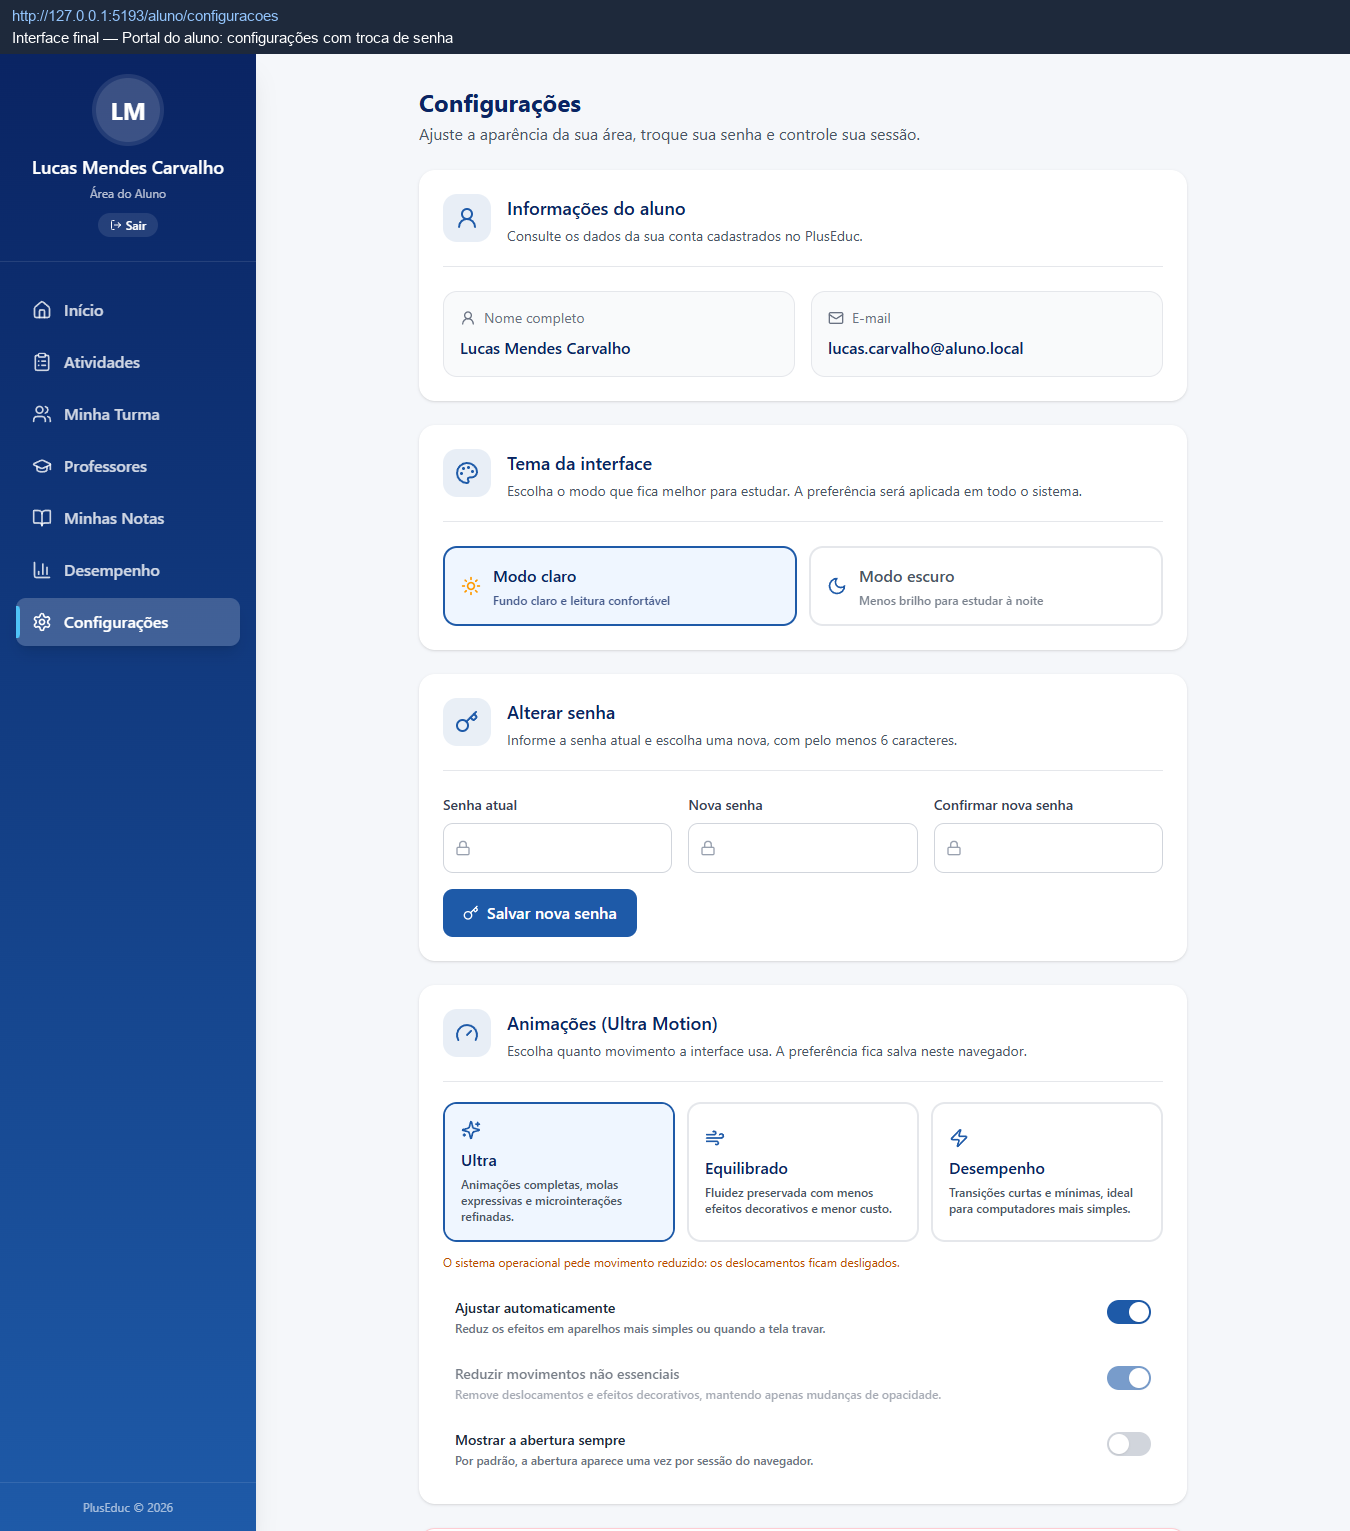 http://127.0.0.1:5193/aluno/configuracoes
Interface final — Portal do aluno: configurações com troca de senha
LM
Lucas Mendes Carvalho
Área do Aluno
Sair
Início
Atividades
Minha Turma
Professores
Minhas Notas
Desempenho
Configurações
PlusEduc © 2026
Configurações
Ajuste a aparência da sua área, troque sua senha e controle sua sessão.
Informações do aluno
Consulte os dados da sua conta cadastrados no PlusEduc.
Nome completo
Lucas Mendes Carvalho
E-mail
lucas.carvalho@aluno.local
Tema da interface
Escolha o modo que fica melhor para estudar. A preferência será aplicada em todo o sistema.
Modo claro
Fundo claro e leitura confortável
Modo escuro
Menos brilho para estudar à noite
Alterar senha
Informe a senha atual e escolha uma nova, com pelo menos 6 caracteres.
Senha atual
Nova senha
Confirmar nova senha
Salvar nova senha
Animações (Ultra Motion)
Escolha quanto movimento a interface usa. A preferência fica salva neste navegador.
Ultra
Animações completas, molas
expressivas e microinterações
refinadas.
Equilibrado
Fluidez preservada com menos
efeitos decorativos e menor custo.
Desempenho
Transições curtas e mínimas, ideal
para computadores mais simples.
O sistema operacional pede movimento reduzido: os deslocamentos ficam desligados.
Ajustar automaticamente
Reduz os efeitos em aparelhos mais simples ou quando a tela travar.
Reduzir movimentos não essenciais
Remove deslocamentos e efeitos decorativos, mantendo apenas mudanças de opacidade.
Mostrar a abertura sempre
Por padrão, a abertura aparece uma vez por sessão do navegador.